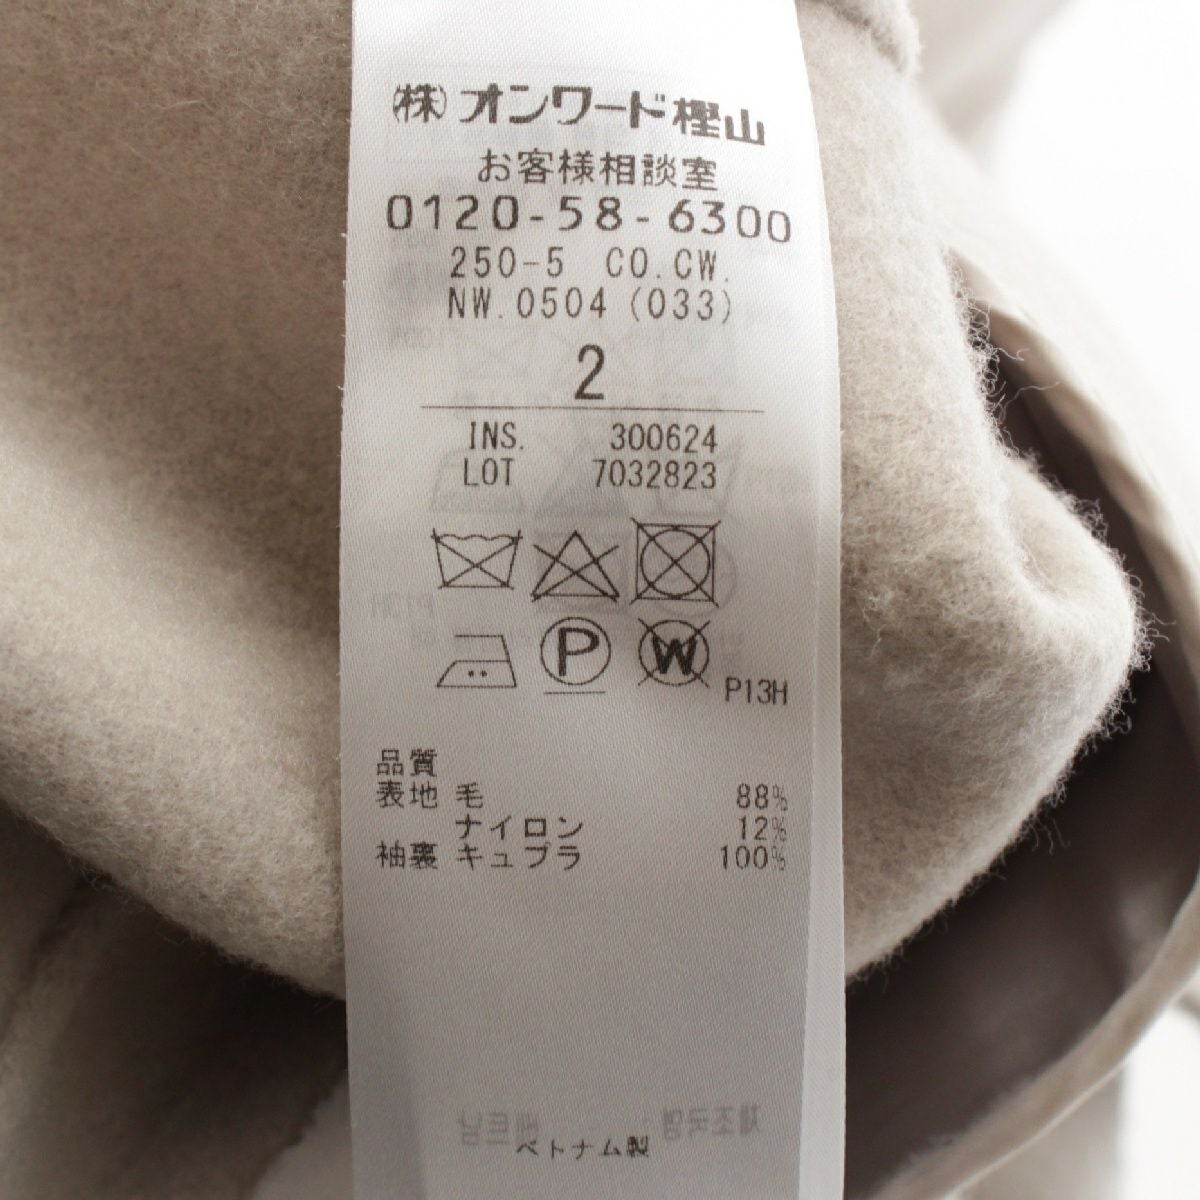 ㈱オンワード樫山
お客様相談室
0120-58-6300
250-5 CO.CW.
NW.0504 (033)
2
INS. 300624
LOT 7032823
P W P13H
品質
表地 毛 88%
ナイロン 12%
袖裏 キュプラ 100%
ベトナム製